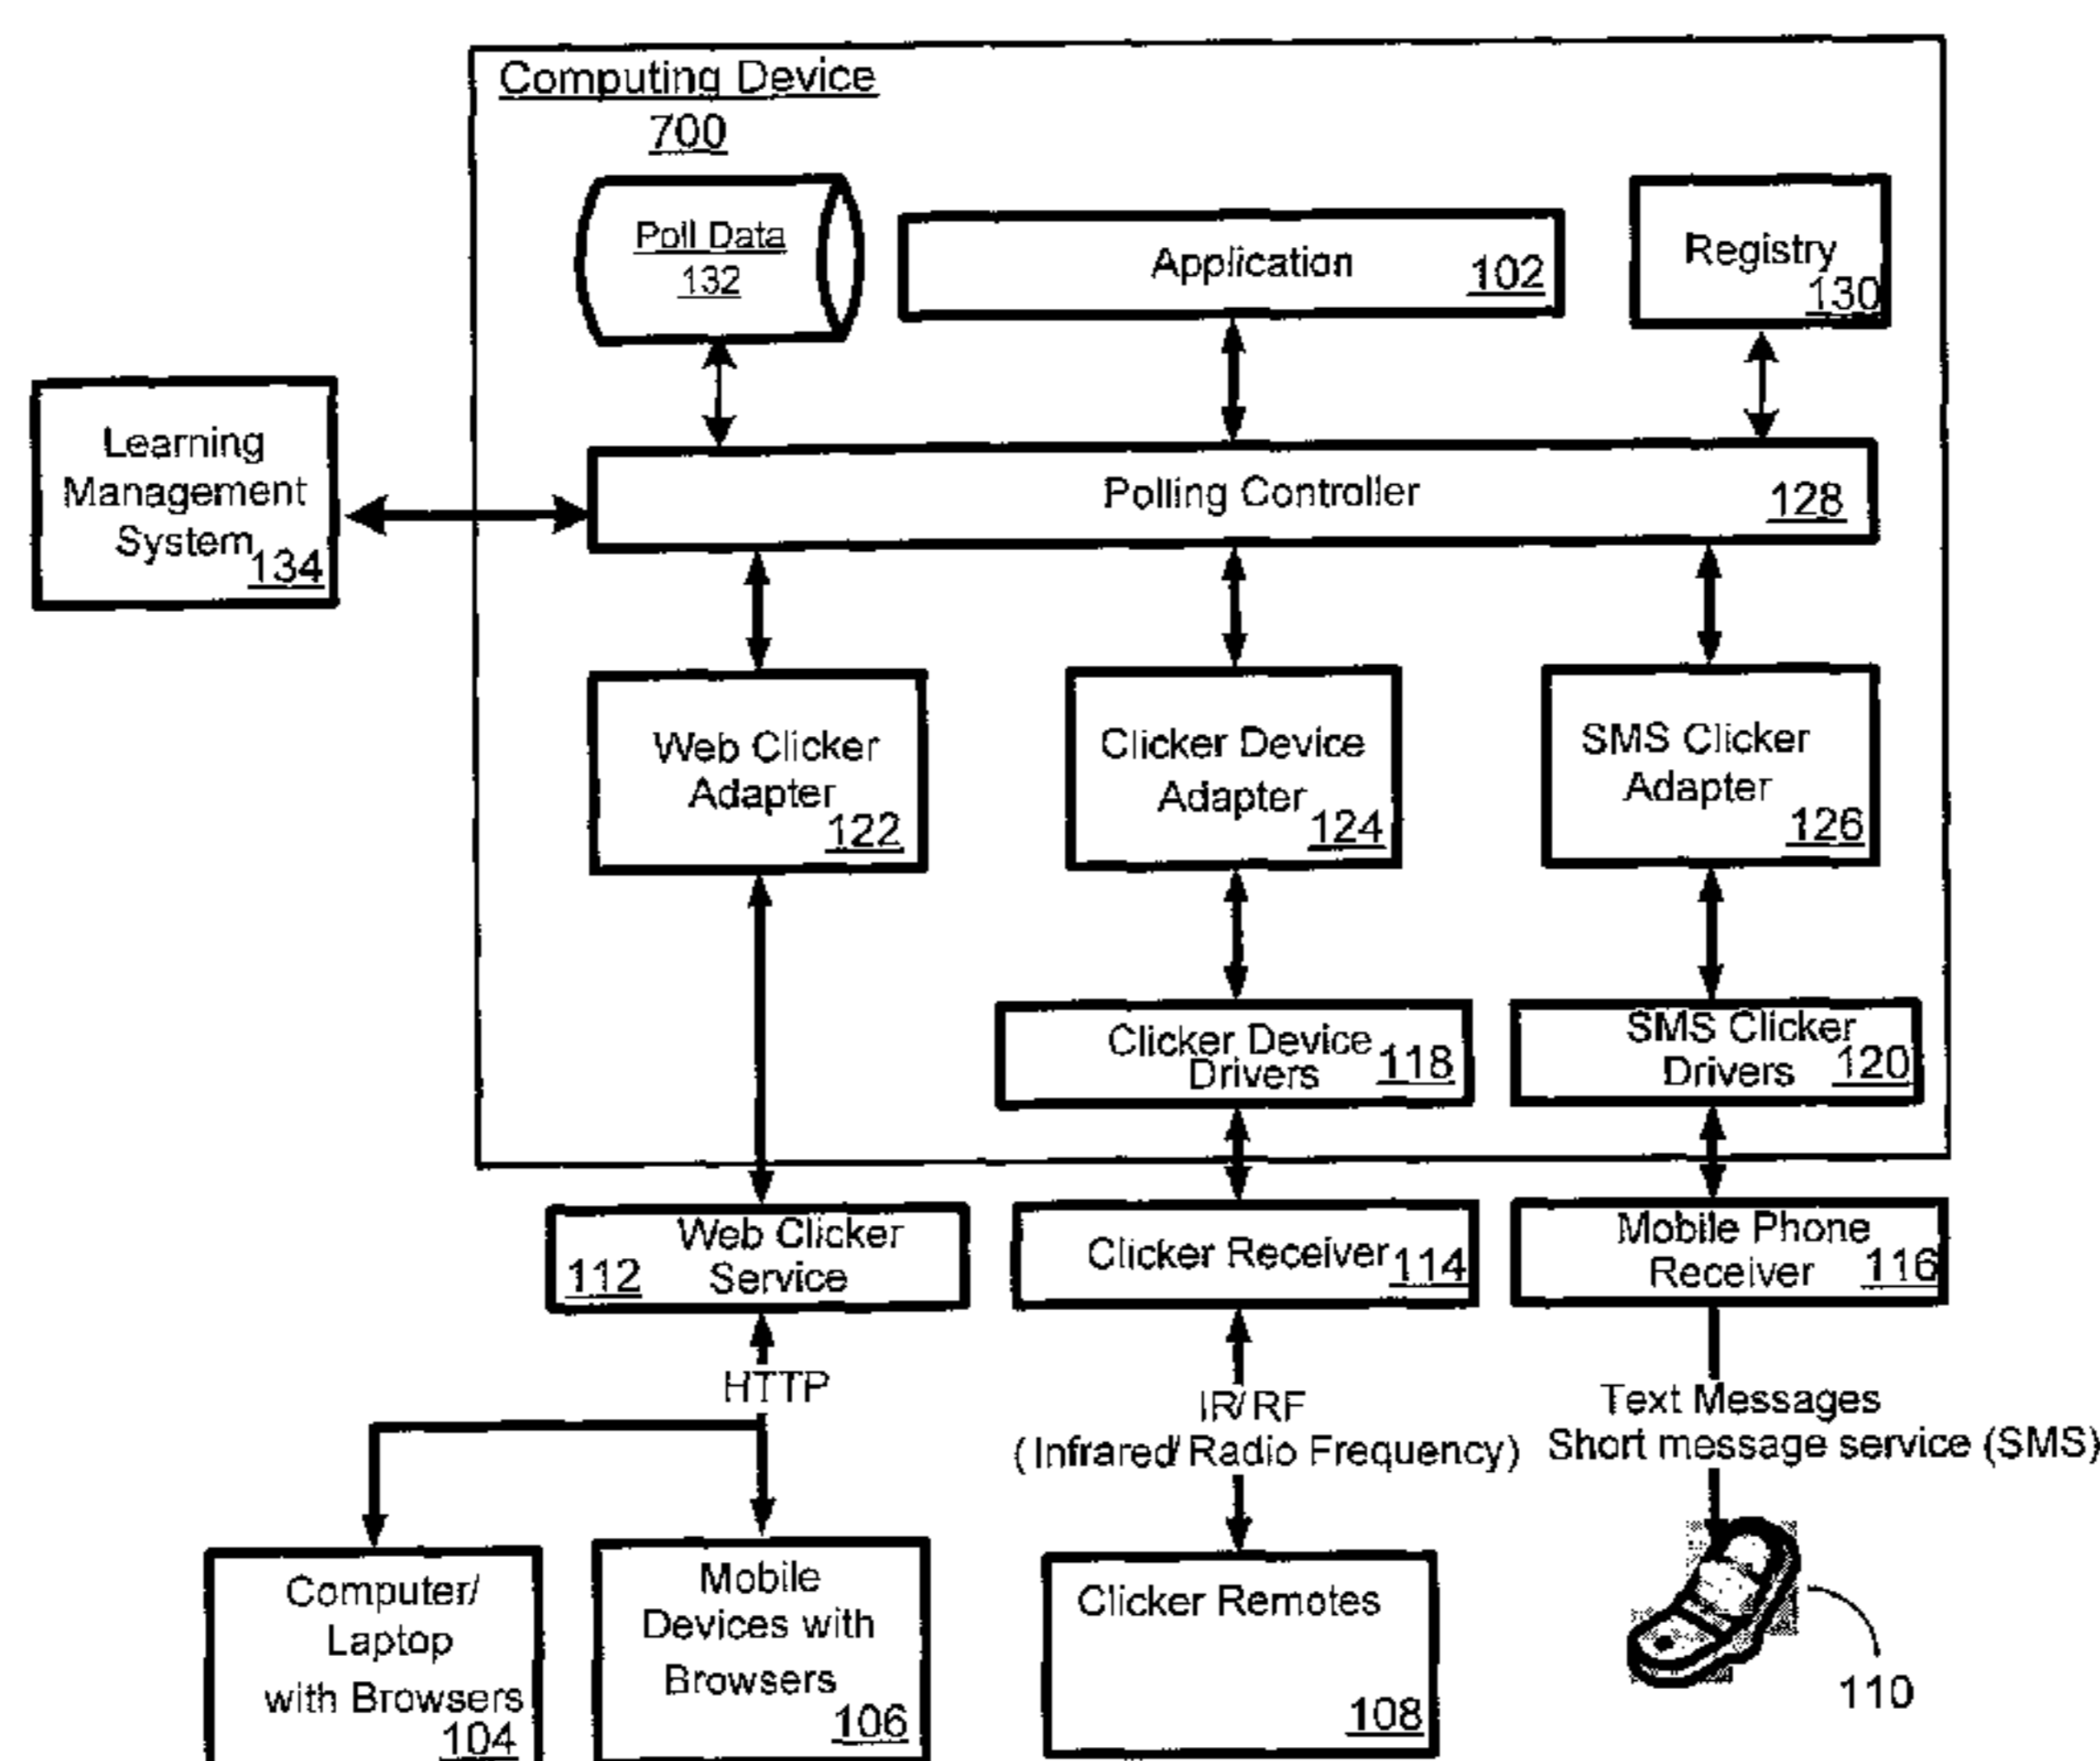 Computing Device
700
Poll Data
132
Application 102
Registry
130
Learning
Management
System
134
Polling Controller 128
Web Clicker
Adapter
122
Clicker Device
Adapter
124
SMS Clicker
Adapter
126
Clicker Device
Drivers 118
SMS Clicker
Drivers 120
Web Clicker
112 Service
Clicker Receiver 114
Mobile Phone
Receiver 116
HTTP
IR/RF
(Infrared/Radio Frequency)
Text Messages
Short message service (SMS)
Computer/
Laptop
with Browsers
104
Mobile
Devices with
Browsers
106
Clicker Remotes
108
110